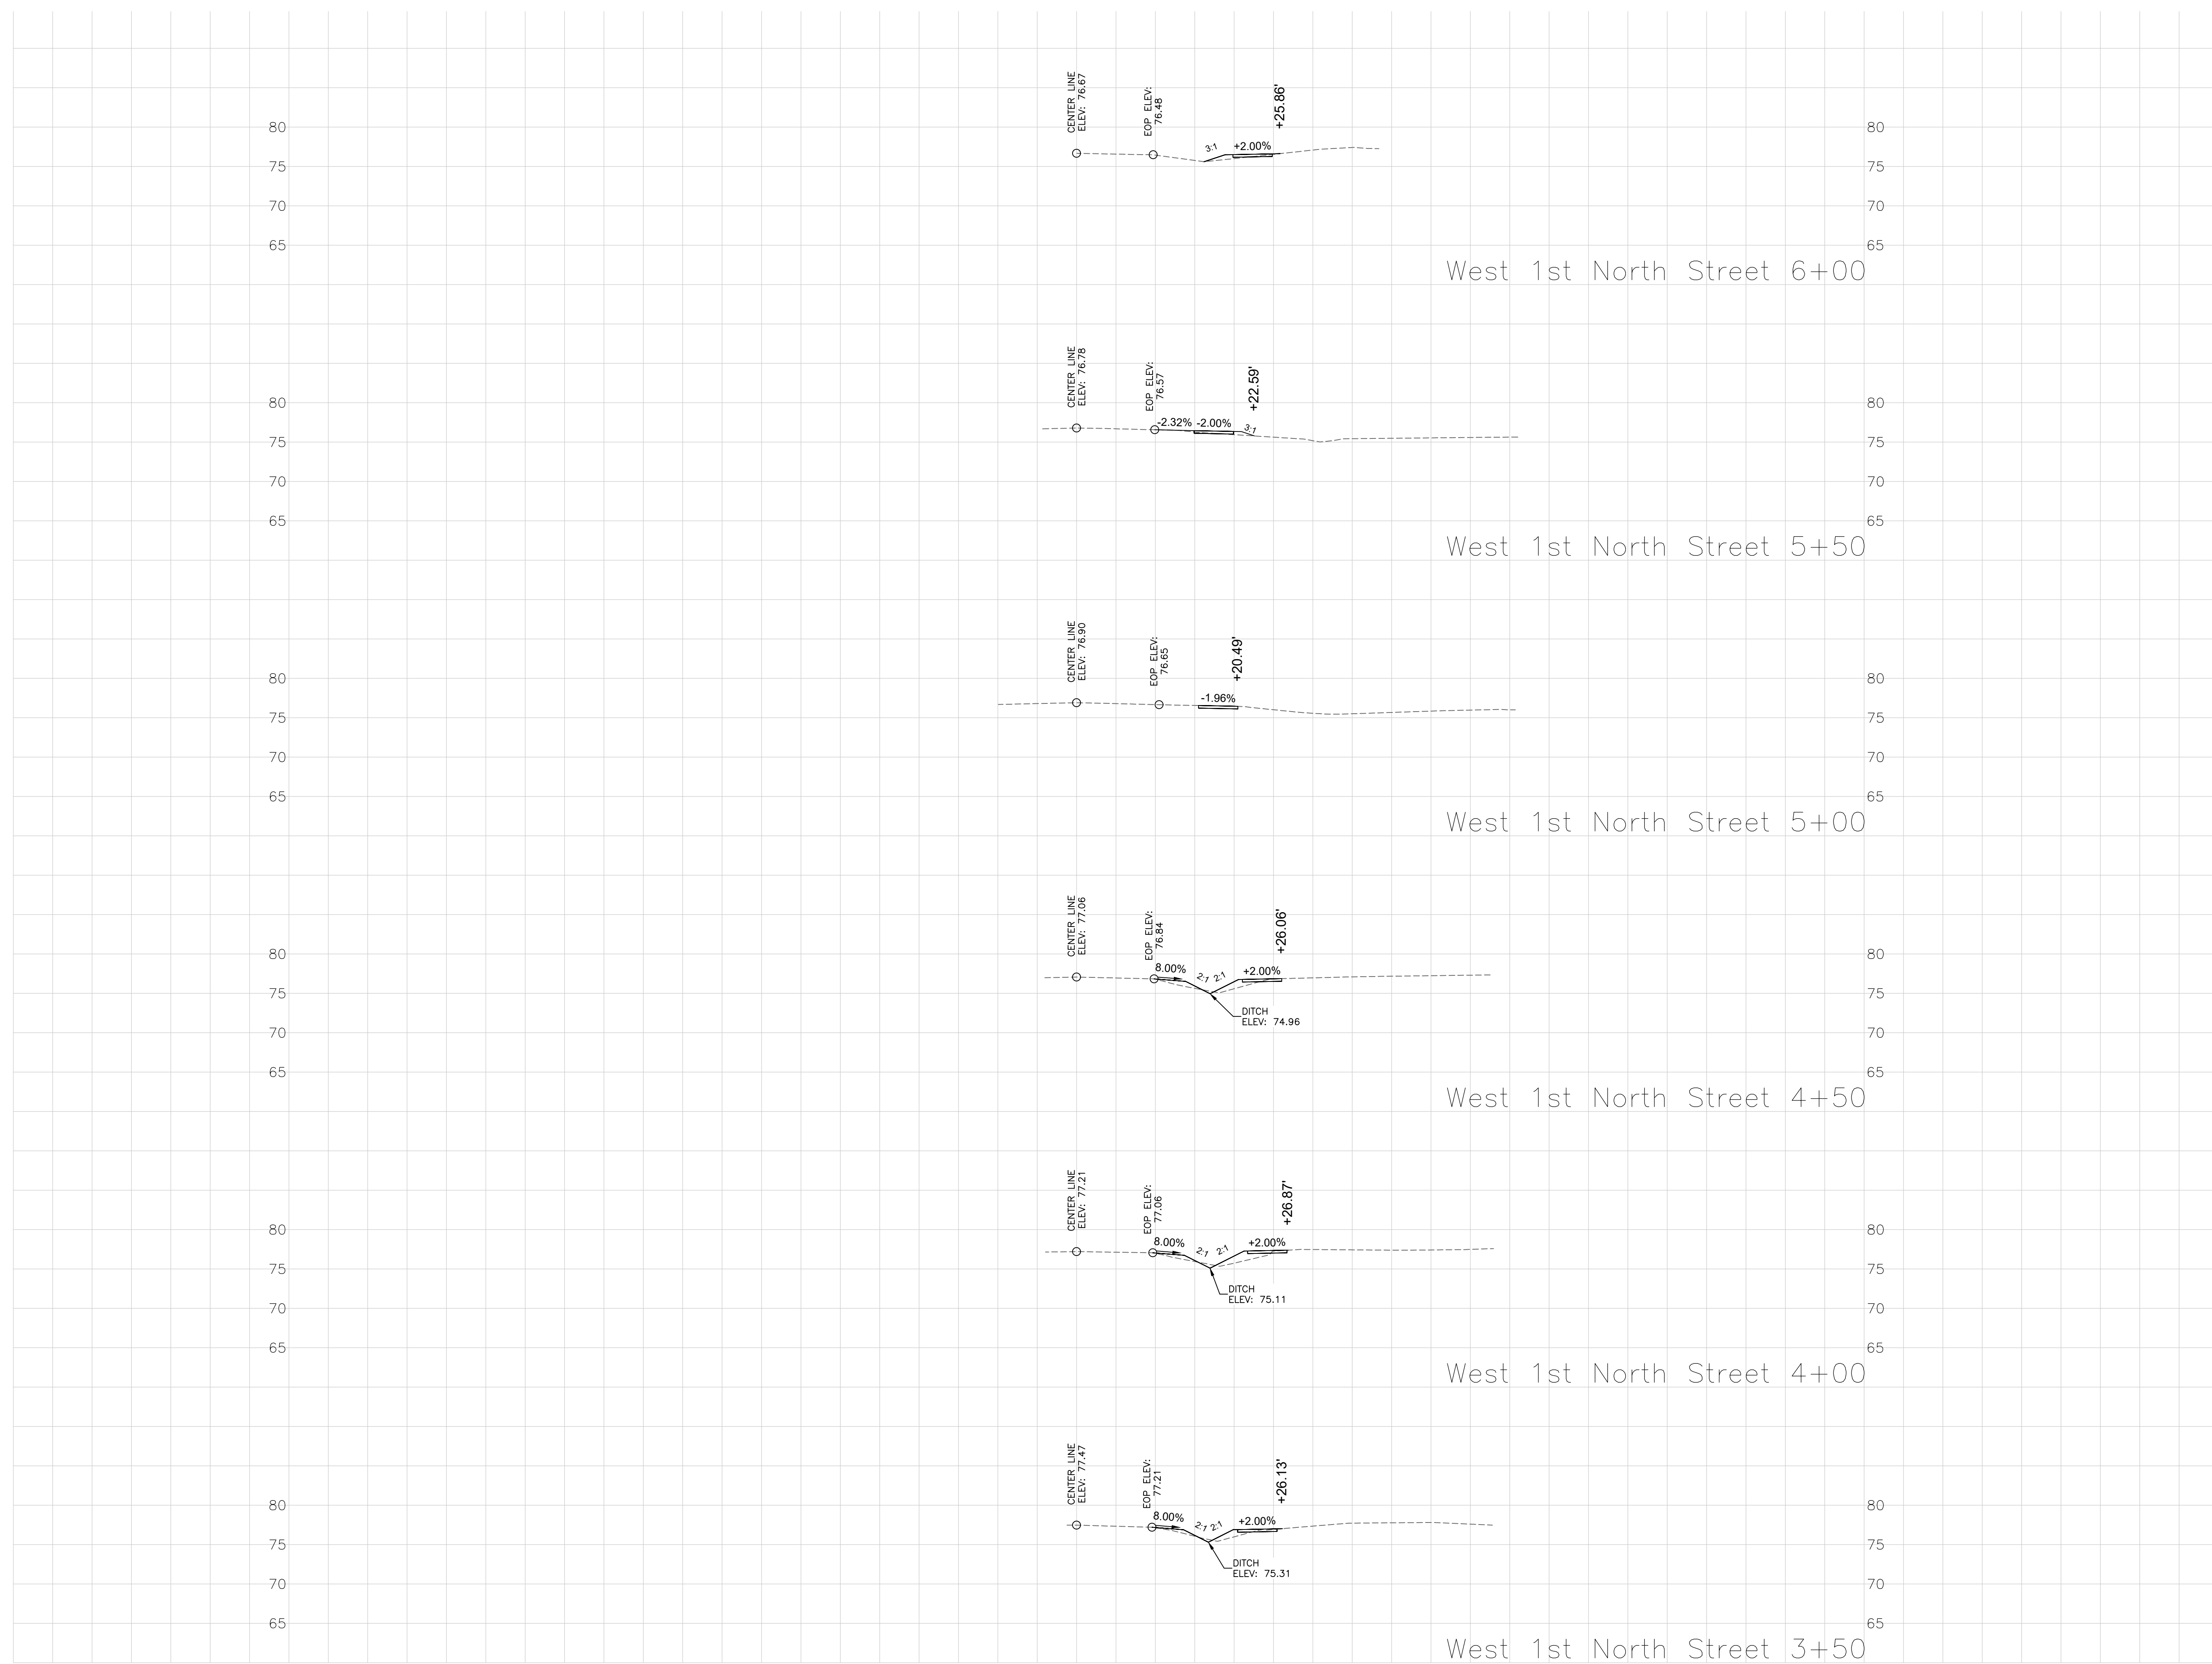 CENTER LINE
ELEV: 76.67
EOP ELEV:
76.48
+25.86'
3:1
+2.00%
80
80
75
75
70
70
65
65
West 1st North Street 6+00
CENTER LINE
ELEV: 76.78
EOP ELEV:
76.57
+22.59'
-2.32%
-2.00%
3:1
80
80
75
75
70
70
65
65
West 1st North Street 5+50
CENTER LINE
ELEV: 76.90
EOP ELEV:
76.65
+20.49'
-1.96%
80
80
75
75
70
70
65
65
West 1st North Street 5+00
CENTER LINE
ELEV: 77.06
EOP ELEV:
76.84
+26.06'
8.00%
2:1
2:1
+2.00%
80
80
75
75
DITCH
ELEV: 74.96
70
70
65
65
West 1st North Street 4+50
CENTER LINE
ELEV: 77.21
EOP ELEV:
77.06
+26.87'
8.00%
2:1
2:1
+2.00%
80
80
75
75
DITCH
ELEV: 75.11
70
70
65
65
West 1st North Street 4+00
CENTER LINE
ELEV: 77.47
EOP ELEV:
77.21
+26.13'
8.00%
2:1
2:1
+2.00%
80
80
75
75
DITCH
ELEV: 75.31
70
70
65
65
West 1st North Street 3+50